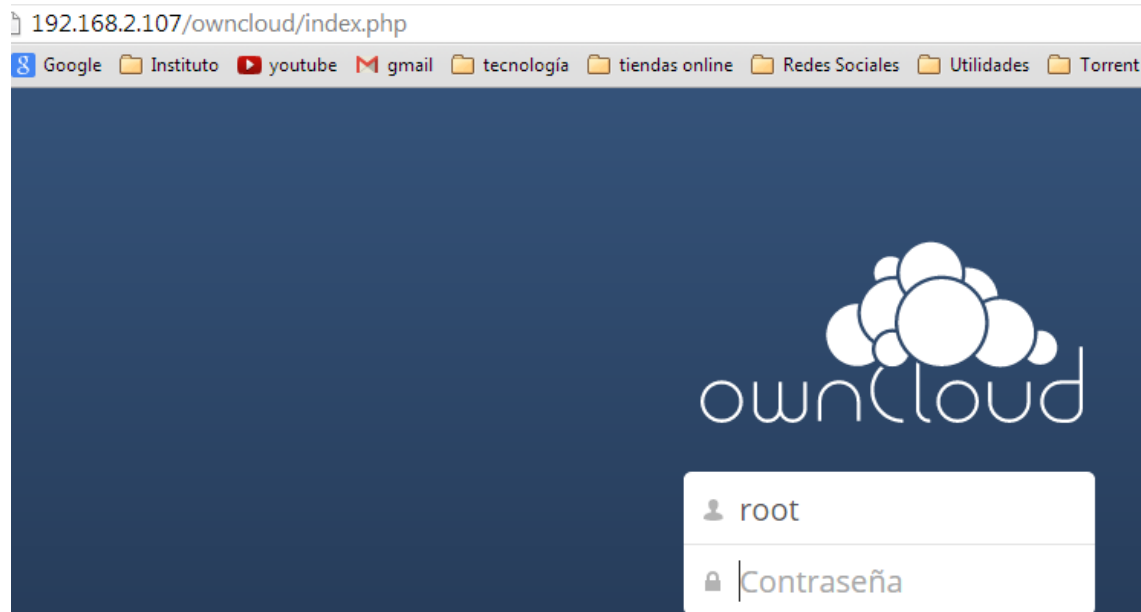 192.168.2.107/owncloud/index.php
Google Instituto youtube gmail tecnología tiendas online Redes Sociales Utilidades Torrent
ownCloud
root
Contraseña